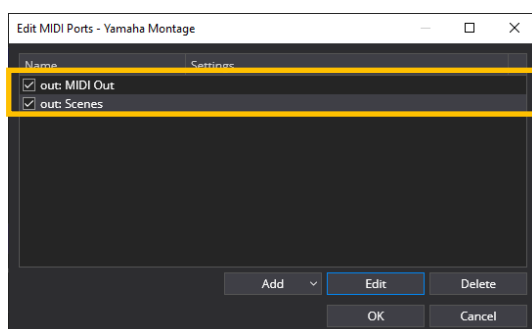 Edit MIDI Ports - Yamaha Montage
Name Settings
out: MIDI Out
out: Scenes
Add Edit Delete
OK Cancel